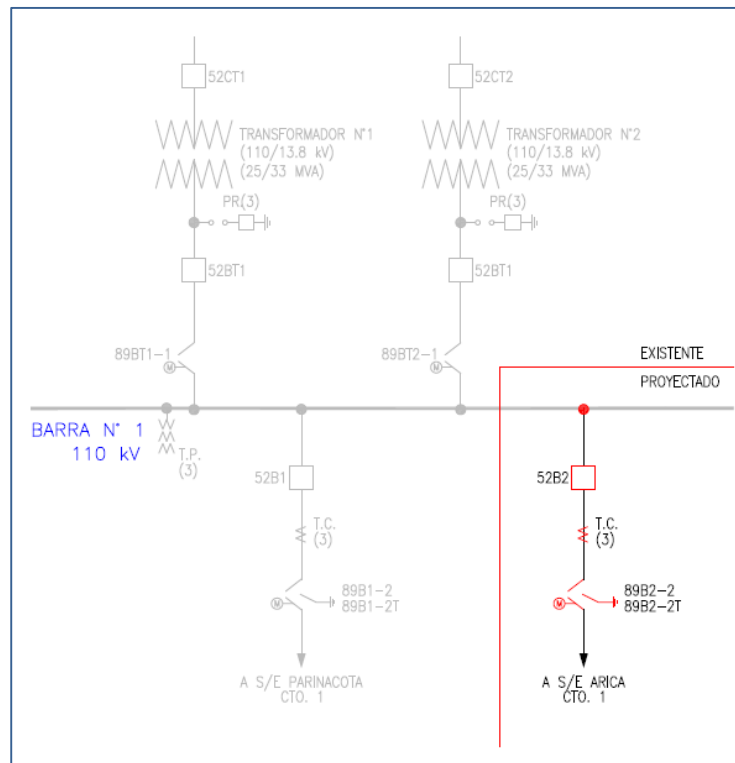 52CT1
52CT2
TRANSFORMADOR N°1
(110/13.8 kV)
(25/33 MVA)
TRANSFORMADOR N°2
(110/13.8 kV)
(25/33 MVA)
PR.(3)
PR.(3)
52BT1
52BT1
89BT1-1
M
89BT2-1
M
EXISTENTE
PROYECTADO
BARRA N° 1
110 kV
T.P.
(3)
52B1
T.C.
(3)
89B1-2
89B1-2T
M
A S/E PARINACOTA
CTO. 1
52B2
T.C.
(3)
89B2-2
89B2-2T
M
A S/E ARICA
CTO. 1